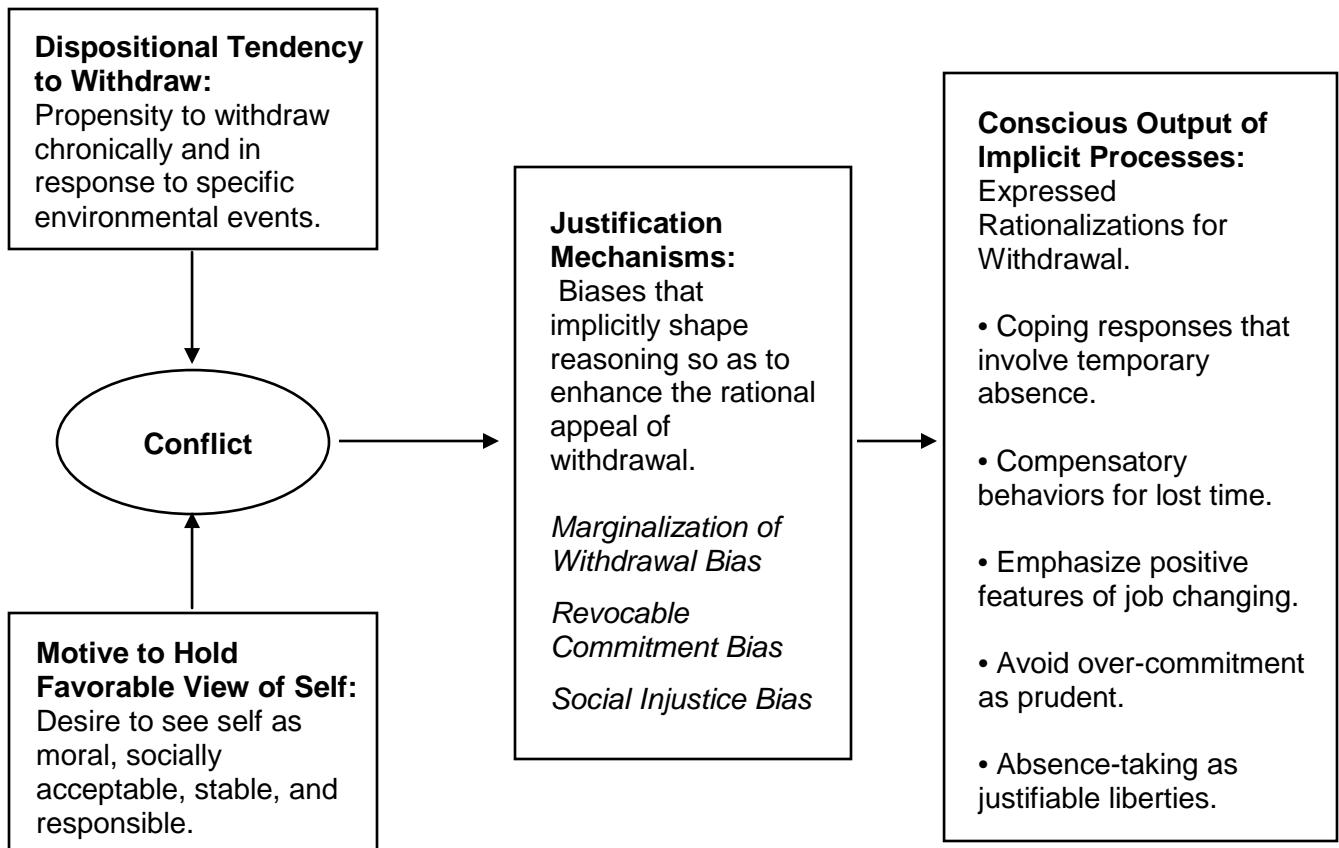 Dispositional Tendency
to Withdraw:
Propensity to withdraw
chronically and in
response to specific
environmental events.
Conflict
Motive to Hold
Favorable View of Self:
Desire to see self as
moral, socially
acceptable, stable, and
responsible.
Justification
Mechanisms:
Biases that
implicitly shape
reasoning so as to
enhance the rational
appeal of
withdrawal.
Marginalization of
Withdrawal Bias
Revocable
Commitment Bias
Social Injustice Bias
Conscious Output of
Implicit Processes:
Expressed
Rationalizations for
Withdrawal.
• Coping responses that
involve temporary
absence.
• Compensatory
behaviors for lost time.
• Emphasize positive
features of job changing.
• Avoid over-commitment
as prudent.
• Absence-taking as
justifiable liberties.